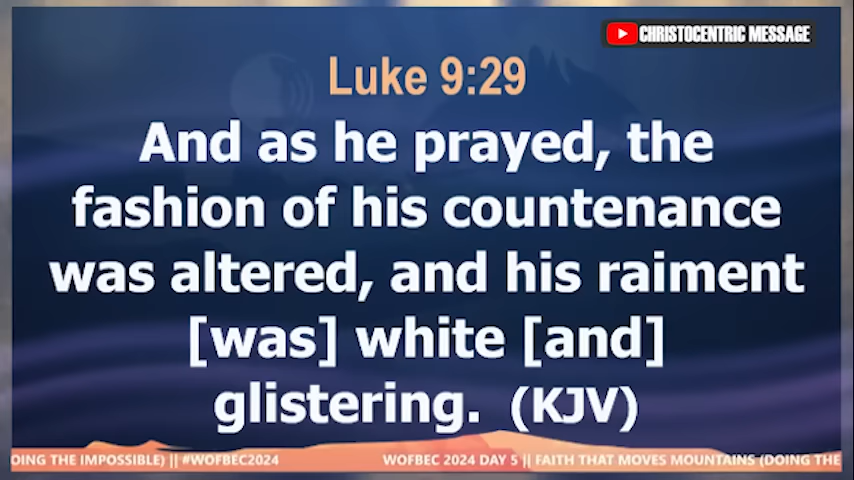 CHRISTOCENTRIC MESSAGE
Luke 9:29
And as he prayed, the
fashion of his countenance
was altered, and his raiment
[was] white [and]
glistering. (KJV)
OING THE IMPOSSIBLE) || #WOFBEC2024 WOFBEC 2024 DAY 5 || FAITH THAT MOVES MOUNTAINS (DOING THE